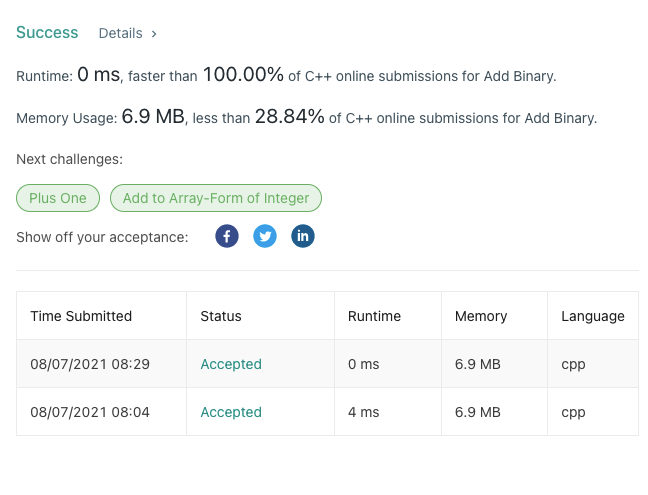 Success Details >
Runtime: 0 ms, faster than 100.00% of C++ online submissions for Add Binary.
Memory Usage: 6.9 MB, less than 28.84% of C++ online submissions for Add Binary.
Next challenges:
Plus One Add to Array-Form of Integer
Show off your acceptance:
Time Submitted Status Runtime Memory Language
08/07/2021 08:29 Accepted 0 ms 6.9 MB cpp
08/07/2021 08:04 Accepted 4 ms 6.9 MB cpp